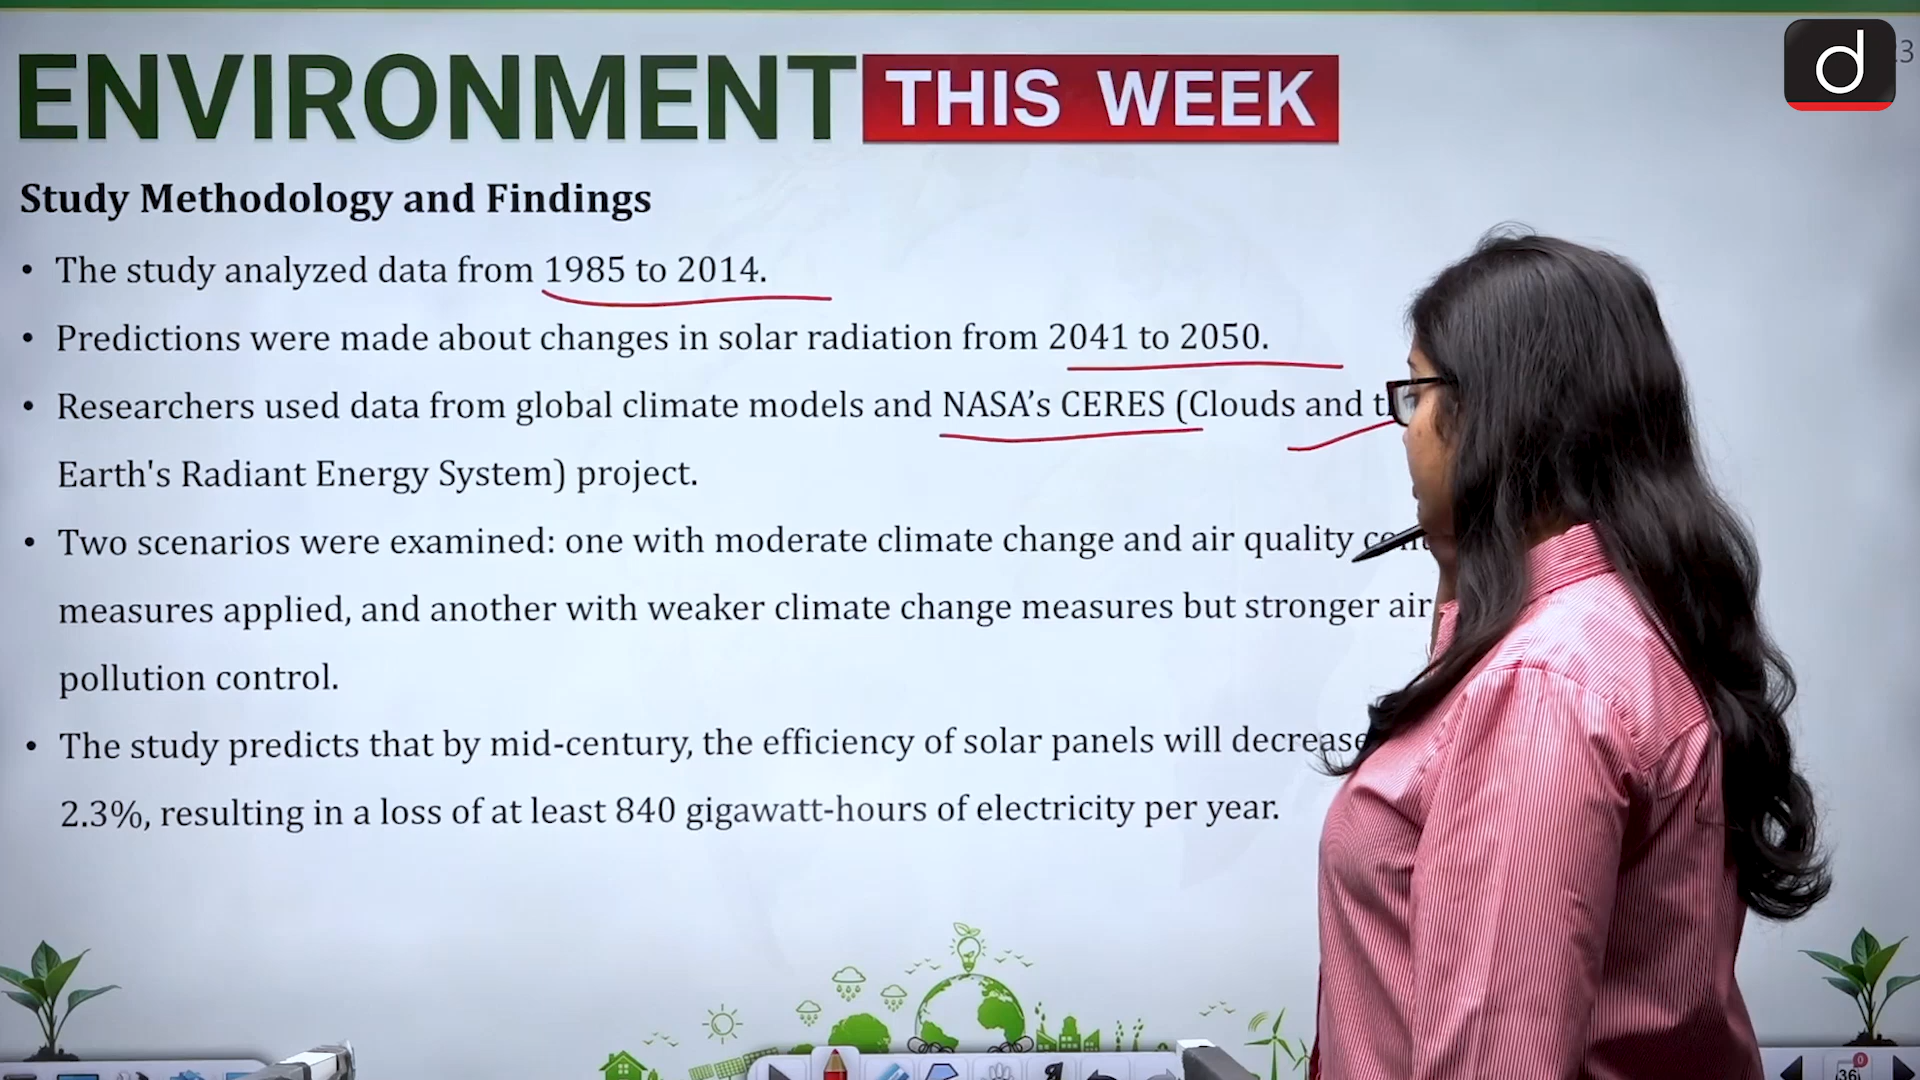 ENVIRONMENT THIS WEEK
d
Study Methodology and Findings
• The study analyzed data from 1985 to 2014.
• Predictions were made about changes in solar radiation from 2041 to 2050.
• Researchers used data from global climate models and NASA’s CERES (Clouds and
Earth's Radiant Energy System) project.
• Two scenarios were examined: one with moderate climate change and air quality
measures applied, and another with weaker climate change measures but stronger air
pollution control.
• The study predicts that by mid-century, the efficiency of solar panels will decrease
2.3%, resulting in a loss of at least 840 gigawatt-hours of electricity per year.
36
0